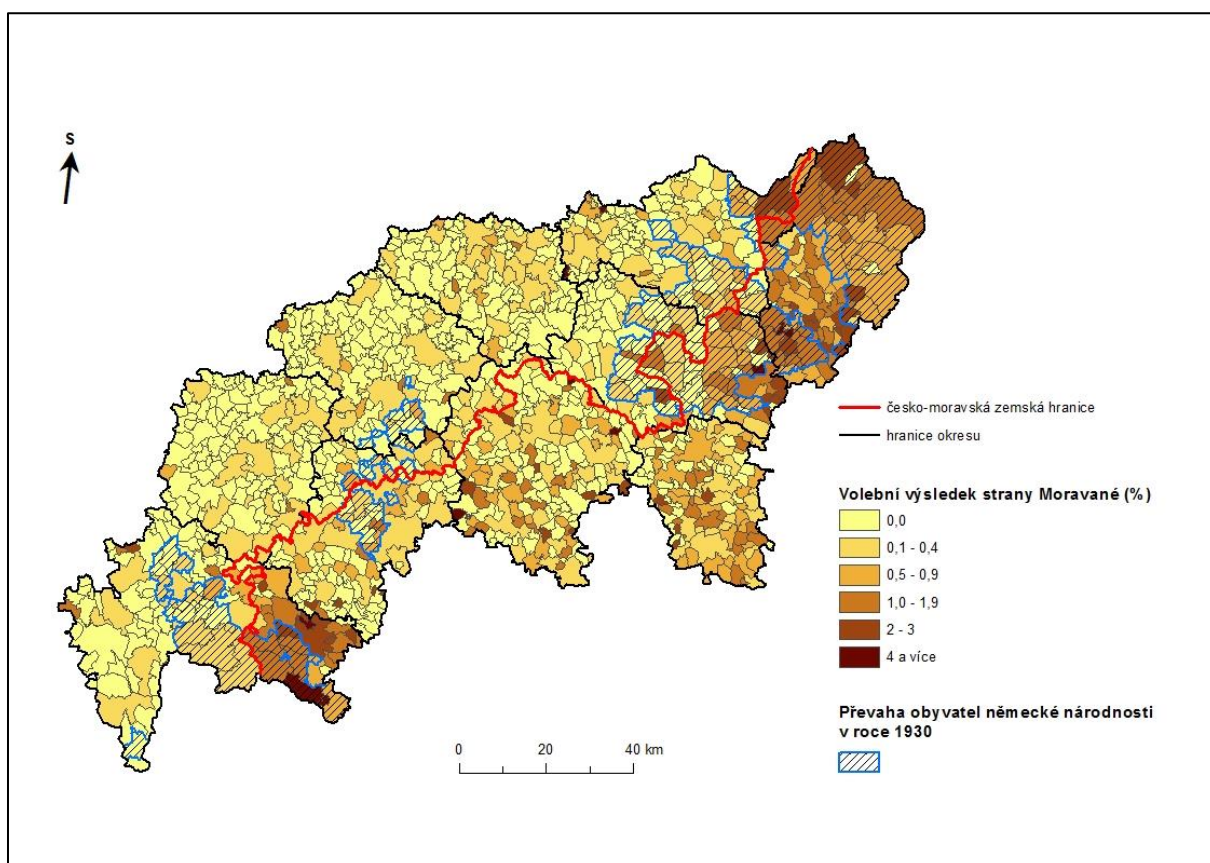 S
česko-moravská zemská hranice
hranice okresu
Volební výsledek strany Moravané (%)
0,0
0,1 - 0,4
0,5 - 0,9
1,0 - 1,9
2 - 3
4 a více
Převaha obyvatel německé národnosti
v roce 1930
0 20 40 km